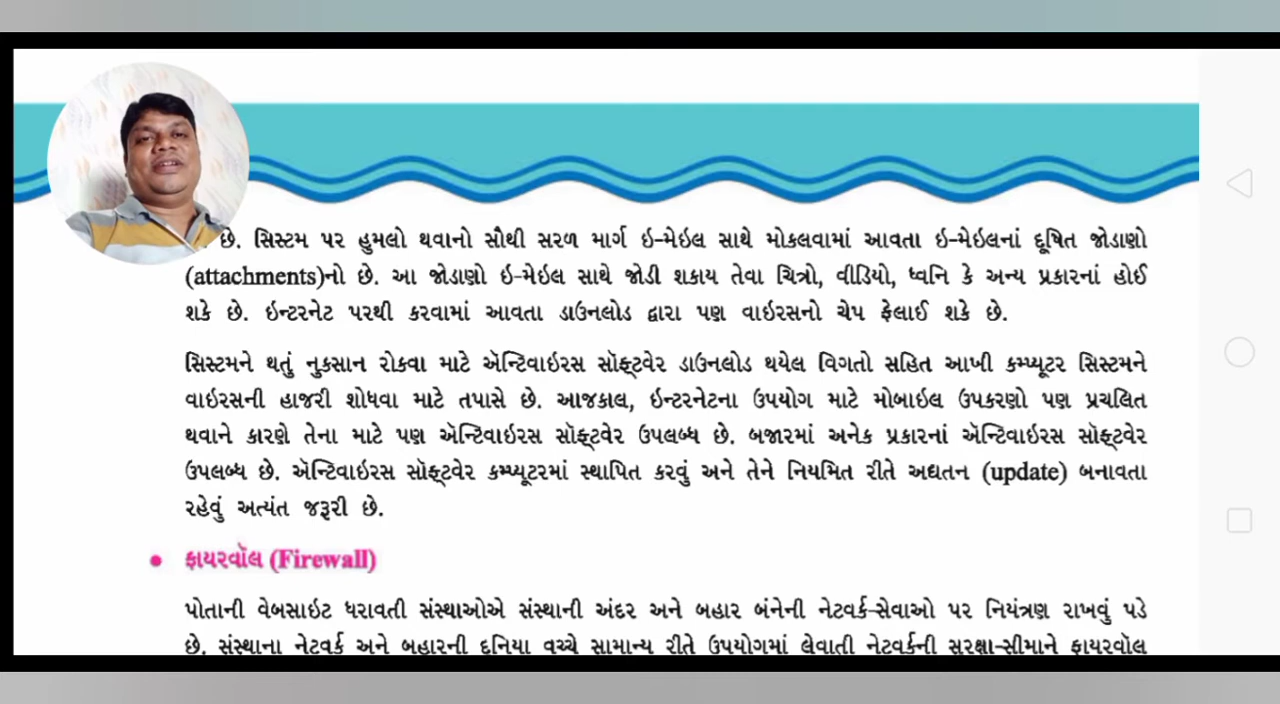 છે. સિસ્ટમ પર હુમલો થવાનો સૌથી સરળ માર્ગ ઇ-મેઇલ સાથે મોકલવામાં આવતા ઇ-મેઇલનાં દૂષિત જોડાણો
(attachments)નો છે. આ જોડાણો ઇ-મેઇલ સાથે જોડી શકાય તેવા ચિત્રો, વીડિયો, ધ્વનિ કે અન્ય પ્રકારનાં હોઈ
શકે છે. ઇન્ટરનેટ પરથી કરવામાં આવતા ડાઉનલોડ દ્વારા પણ વાઇરસનો ચેપ ફેલાઈ શકે છે.
સિસ્ટમને થતું નુકસાન રોકવા માટે ઍન્ટિવાઇરસ સૉફ્ટવેર ડાઉનલોડ થયેલ વિગતો સહિત આખી કમ્પ્યૂટર સિસ્ટમને
વાઇરસની હાજરી શોધવા માટે તપાસે છે. આજકાલ, ઇન્ટરનેટના ઉપયોગ માટે મોબાઇલ ઉપકરણો પણ પ્રચલિત
થવાને કારણે તેના માટે પણ ઍન્ટિવાઇરસ સૉફ્ટવેર ઉપલબ્ધ છે. બજારમાં અનેક પ્રકારનાં ઍન્ટિવાઇરસ સૉફ્ટવેર
ઉપલબ્ધ છે. ઍન્ટિવાઇરસ સૉફ્ટવેર કમ્પ્યૂટરમાં સ્થાપિત કરવું અને તેને નિયમિત રીતે અદ્યતન (update) બનાવતા
રહેવું અત્યંત જરૂરી છે.
• ફાયરવૉલ (Firewall)
પોતાની વેબસાઇટ ધરાવતી સંસ્થાઓએ સંસ્થાની અંદર અને બહાર બંનેની નેટવર્ક-સેવાઓ પર નિયંત્રણ રાખવું પડે
છે. સંસ્થાના નેટવર્ક અને બહારની દુનિયા વચ્ચે સામાન્ય રીતે ઉપયોગમાં લેવાતી નેટવર્કની સુરક્ષા-સીમાને ફાયરવૉલ